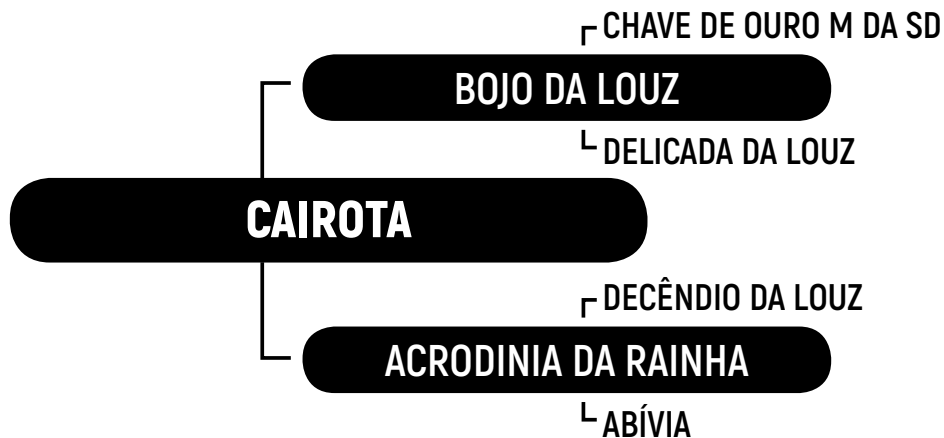 CHAVE DE OURO M DA SD
BOJO DA LOUZ
DELICADA DA LOUZ
CAIROTA
DECÊNDIO DA LOUZ
ACRODINIA DA RAINHA
ABÍVIA